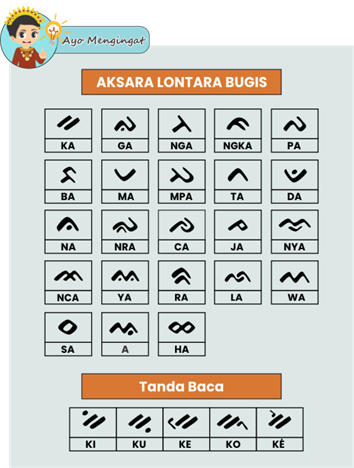 Ayo Mengingat
AKSARA LONTARA BUGIS
ᨀ ᨁ ᨂ ᨃ ᨄ
KA GA NGA NGKA PA
ᨅ ᨆ ᨇ ᨈ ᨉ
BA MA MPA TA DA
ᨊ ᨋ ᨌ ᨍ ᨎ
NA NRA CA JA NYA
ᨏ ᨐ ᨑ ᨒ ᨓ
NCA YA RA LA WA
ᨔ ᨕ ᨖ
SA A HA
Tanda Baca
ᨀᨗ ᨀᨘ ᨀᨙ ᨀᨚ ᨀᨛ
KI KU KE KO KĖ